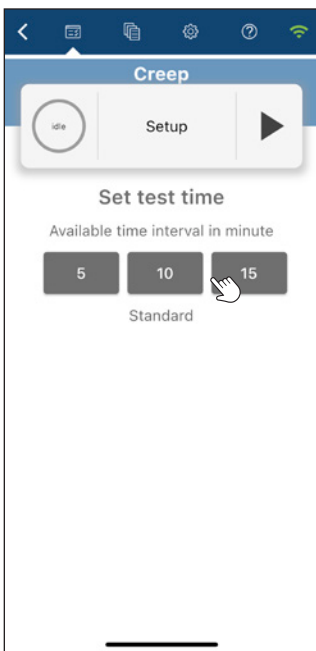 Creep
idle
Setup
Set test time
Available time interval in minute
5 10 15
Standard